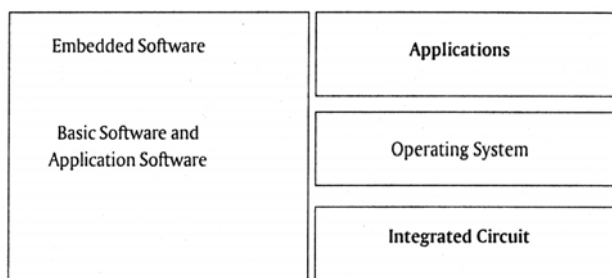 Embedded Software
Basic Software and
Application Software
Applications
Operating System
Integrated Circuit